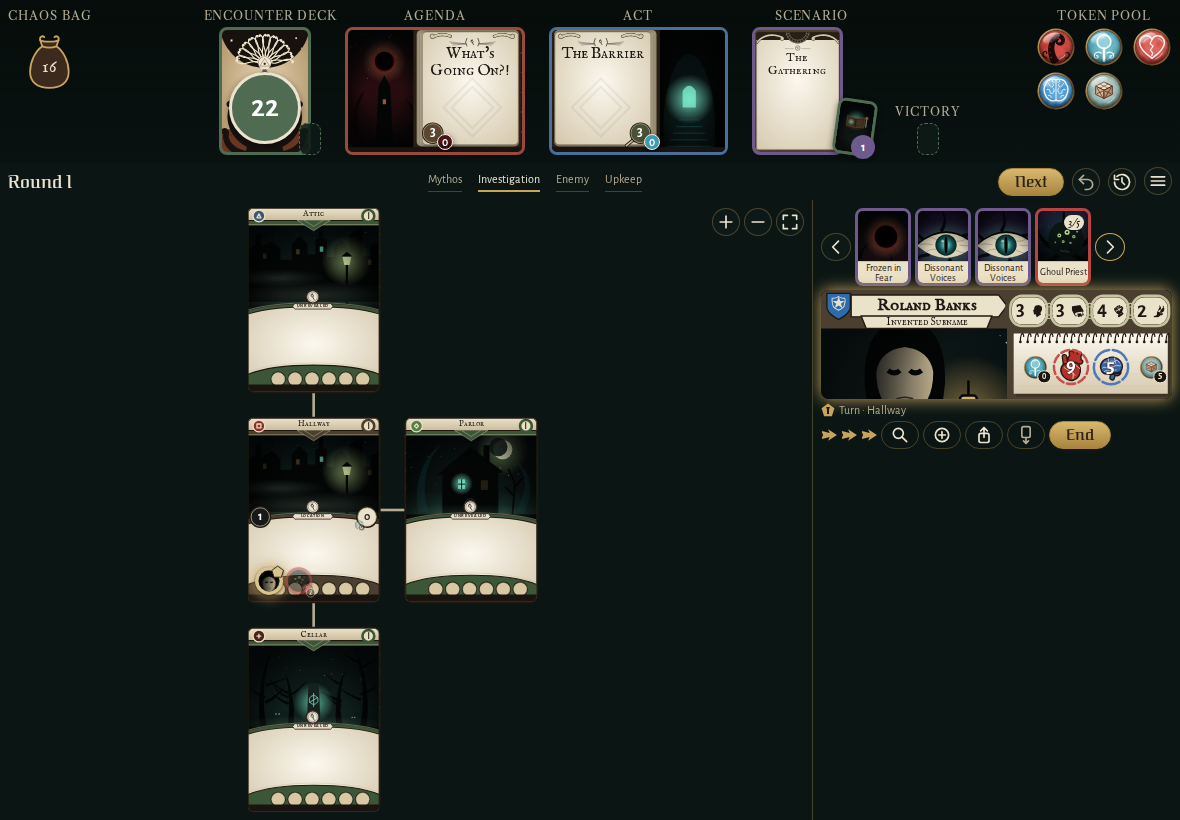 CHAOS BAG
16
ENCOUNTER DECK
22
AGENDA
What's
Going On?!
3
0
ACT
The Barrier
3
0
SCENARIO
The
Gathering
1
VICTORY
TOKEN POOL
Round 1
Mythos
Investigation
Enemy
Upkeep
Next
Attic
Hallway
1
0
Parlor
Cellar
Frozen in
Fear
Dissonant
Voices
Dissonant
Voices
3/5
Ghoul Priest
Roland Banks
Invented Subname
3
3
4
2
0
9
5
5
Turn · Hallway
End